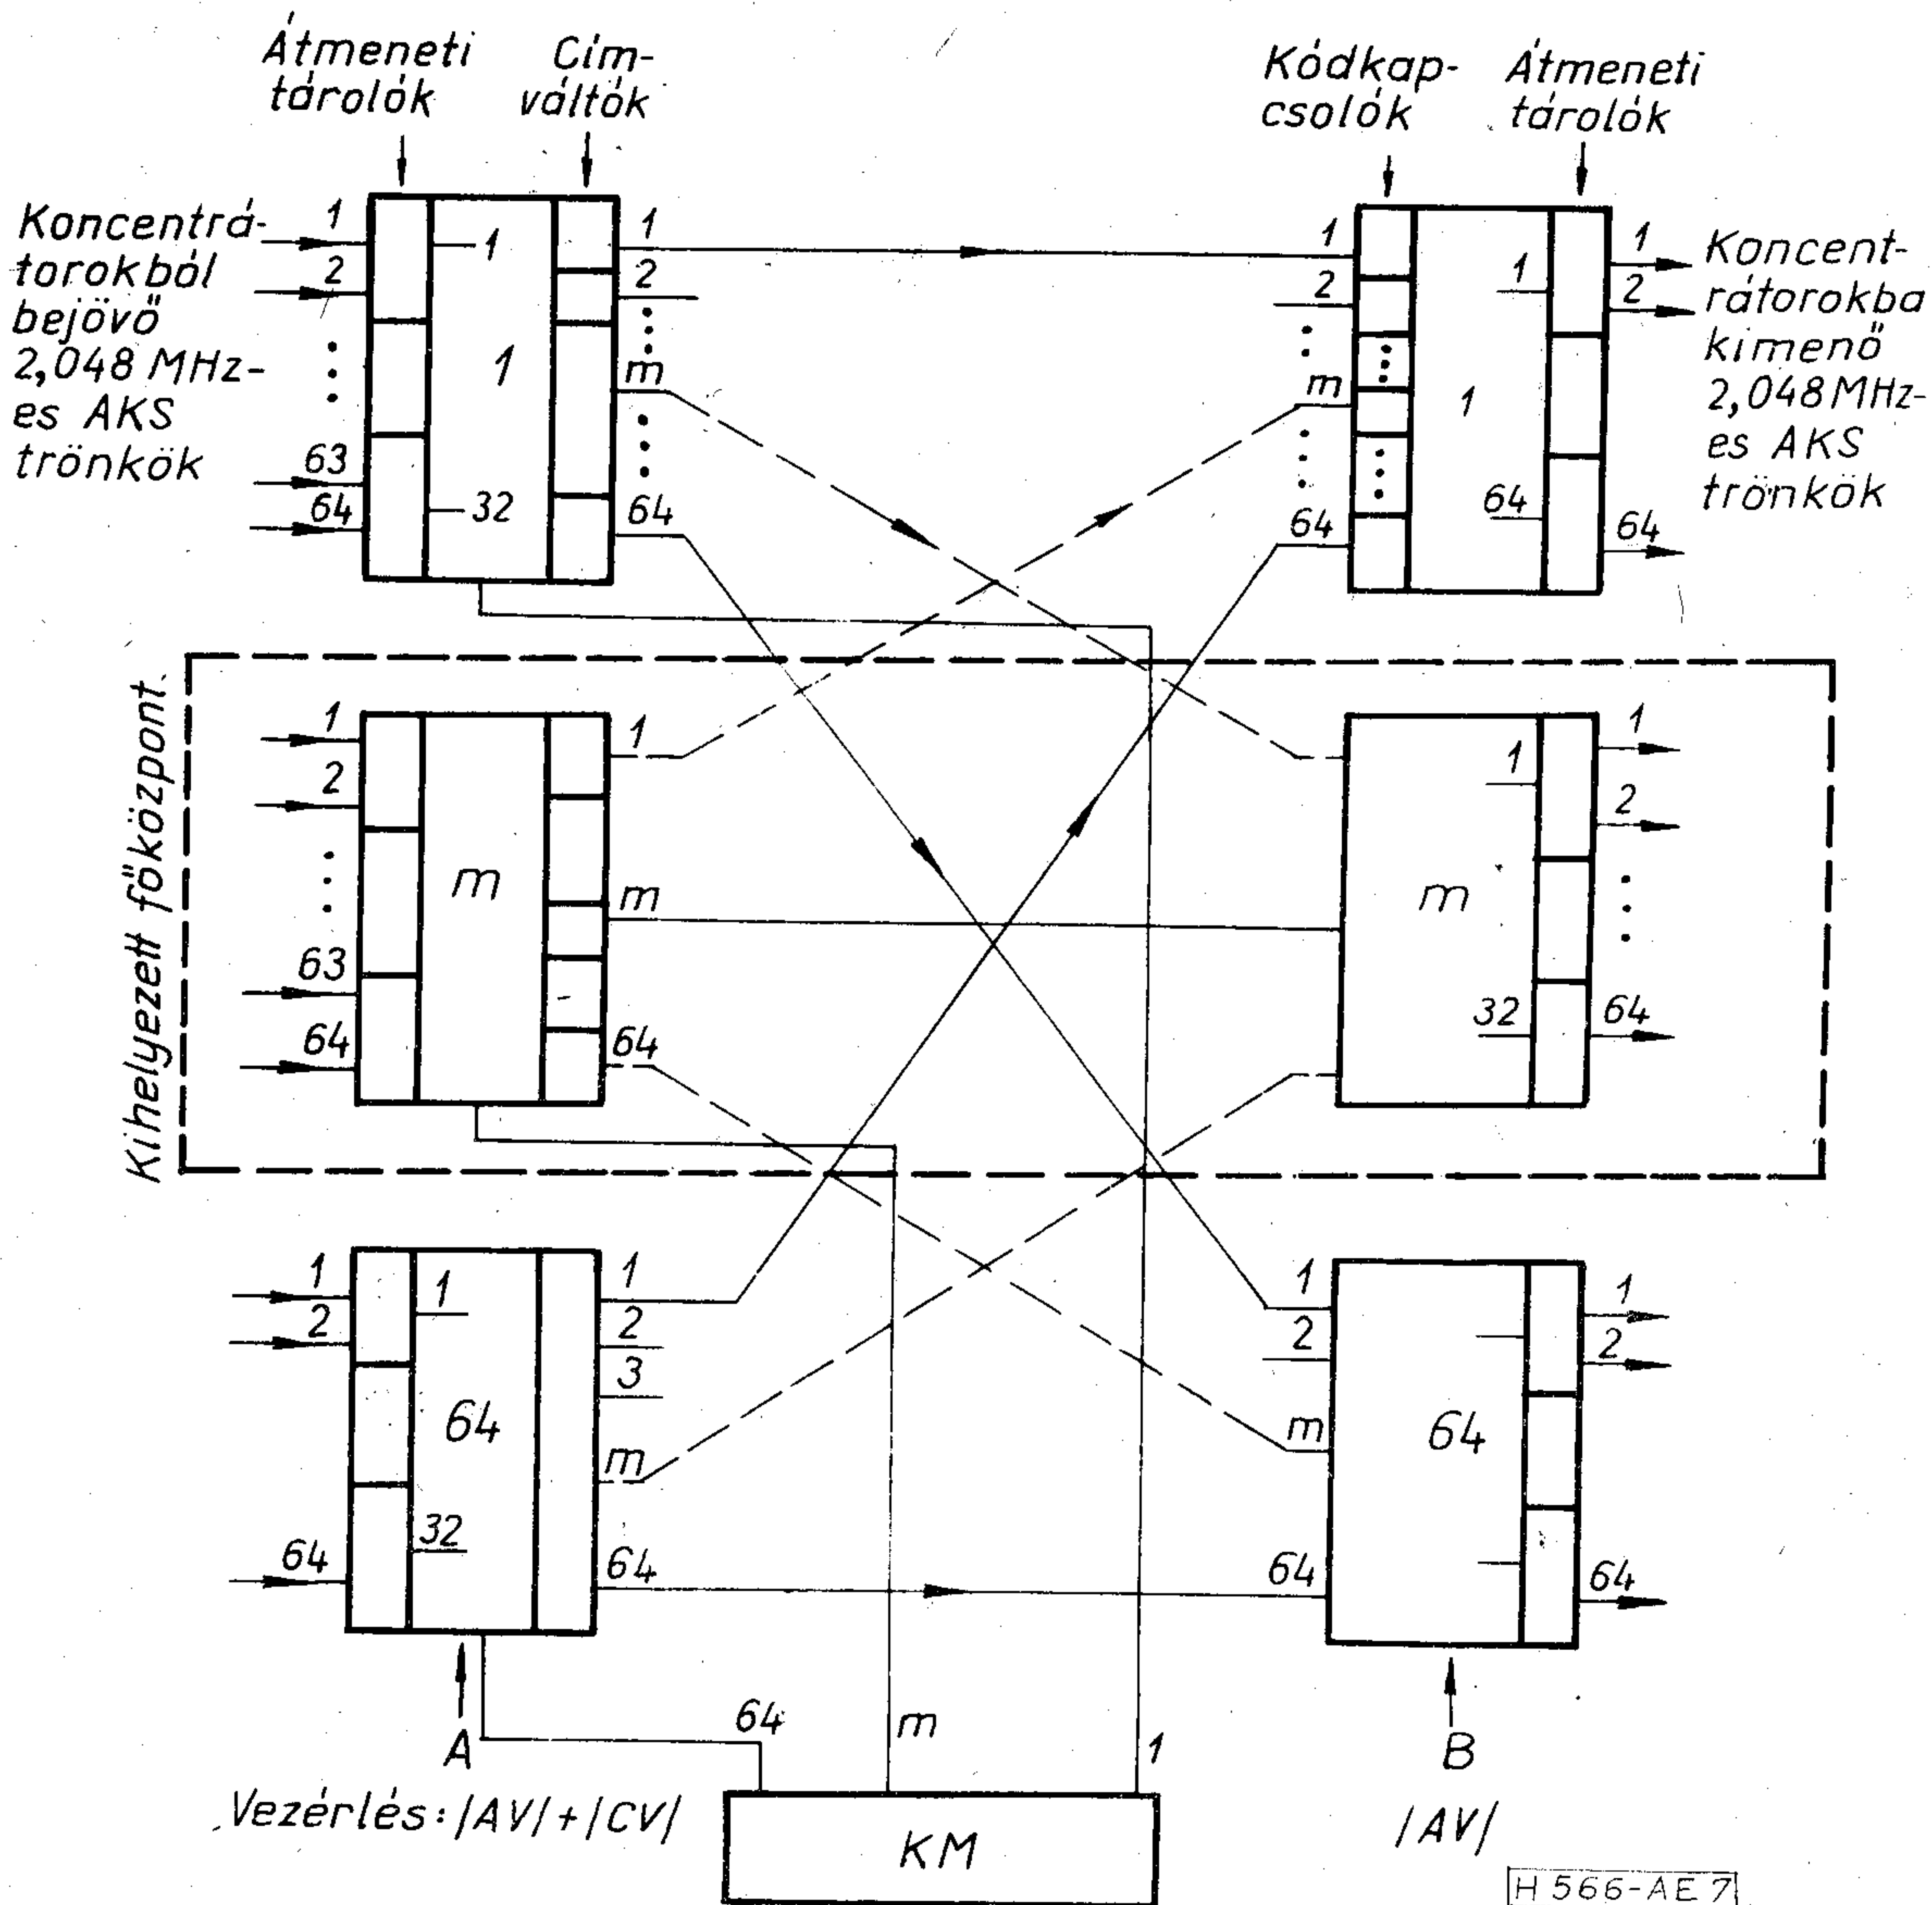 Átmeneti
tárolók
Cím-
váltók
Kódkap-
csolók
Átmeneti
tárolók
Koncentrá-
torokból
bejövő
2,048 MHz-
es AKS
trönkök
1
2
63
64
1
32
1
1
2
m
64
1
2
m
64
1
64
1
1
2
64
Koncent-
rátorokba
kimenő
2,048 MHz-
es AKS
trönkök
Kihelyezett főközpont.
1
2
63
64
m
1
m
64
1
32
m
1
2
64
1
2
64
1
32
64
1
2
3
m
64
1
2
m
64
64
1
2
64
A
B
64
m
1
Vezérlés: /AV/+/CV/
KM
/AV/
H 566-AE 7